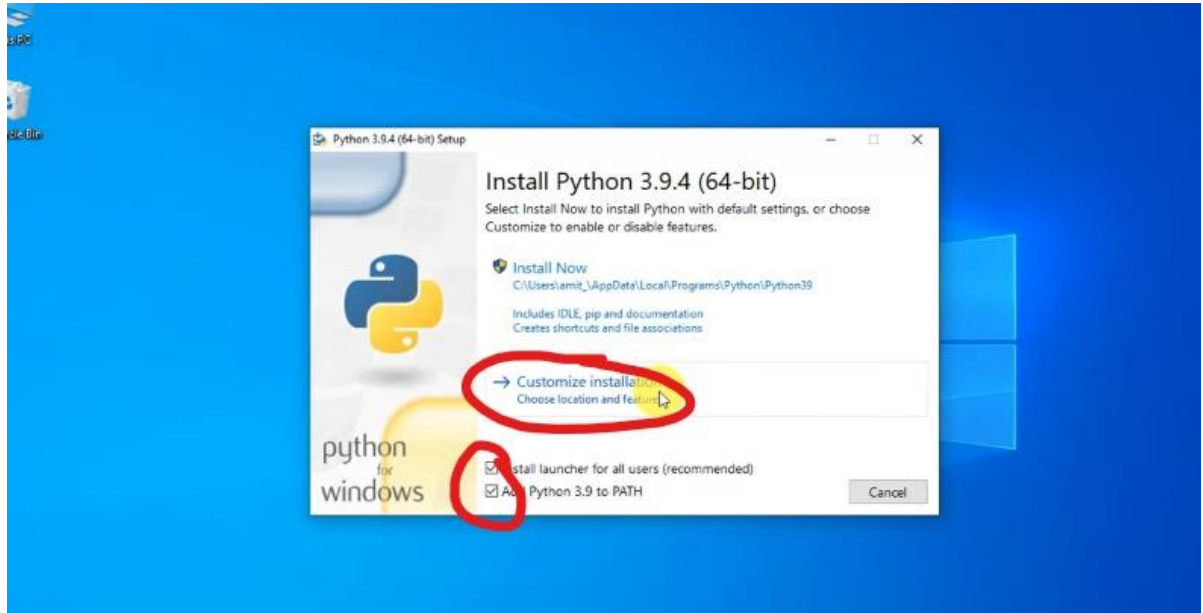 Python 3.9.4 (64-bit) Setup
Install Python 3.9.4 (64-bit)
Select Install Now to install Python with default settings, or choose
Customize to enable or disable features.
Install Now
C:\Users\amit_\AppData\Local\Programs\Python\Python39
Includes IDLE, pip and documentation
Creates shortcuts and file associations
→ Customize installation
Choose location and features
Install launcher for all users (recommended)
Add Python 3.9 to PATH
Cancel
python
for
windows